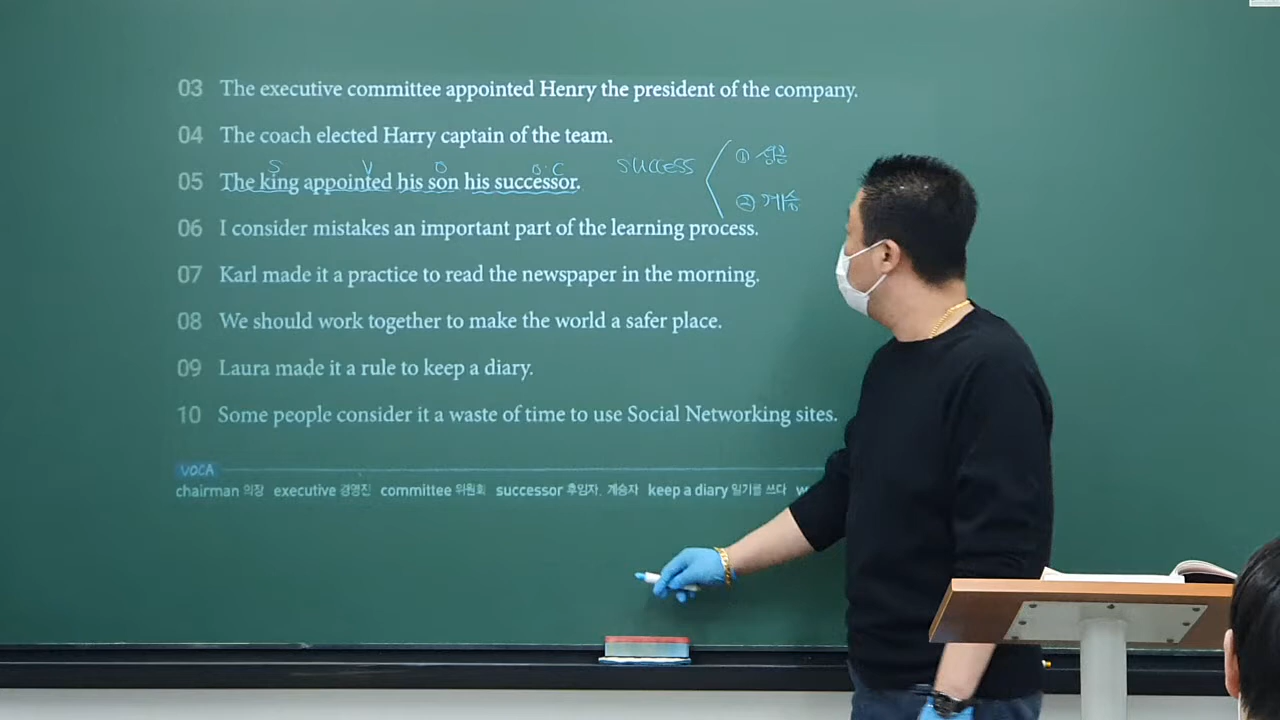 03 The executive committee appointed Henry the president of the company.
04 The coach elected Harry captain of the team.
S V O O·C success ① 성공
05 The king appointed his son his successor.
② 계승
06 I consider mistakes an important part of the learning process.
07 Karl made it a practice to read the newspaper in the morning.
08 We should work together to make the world a safer place.
09 Laura made it a rule to keep a diary.
10 Some people consider it a waste of time to use Social Networking sites.
VOCA
chairman 의장 executive 경영진 committee 위원회 successor 후임자, 계승자 keep a diary 일기를 쓰다